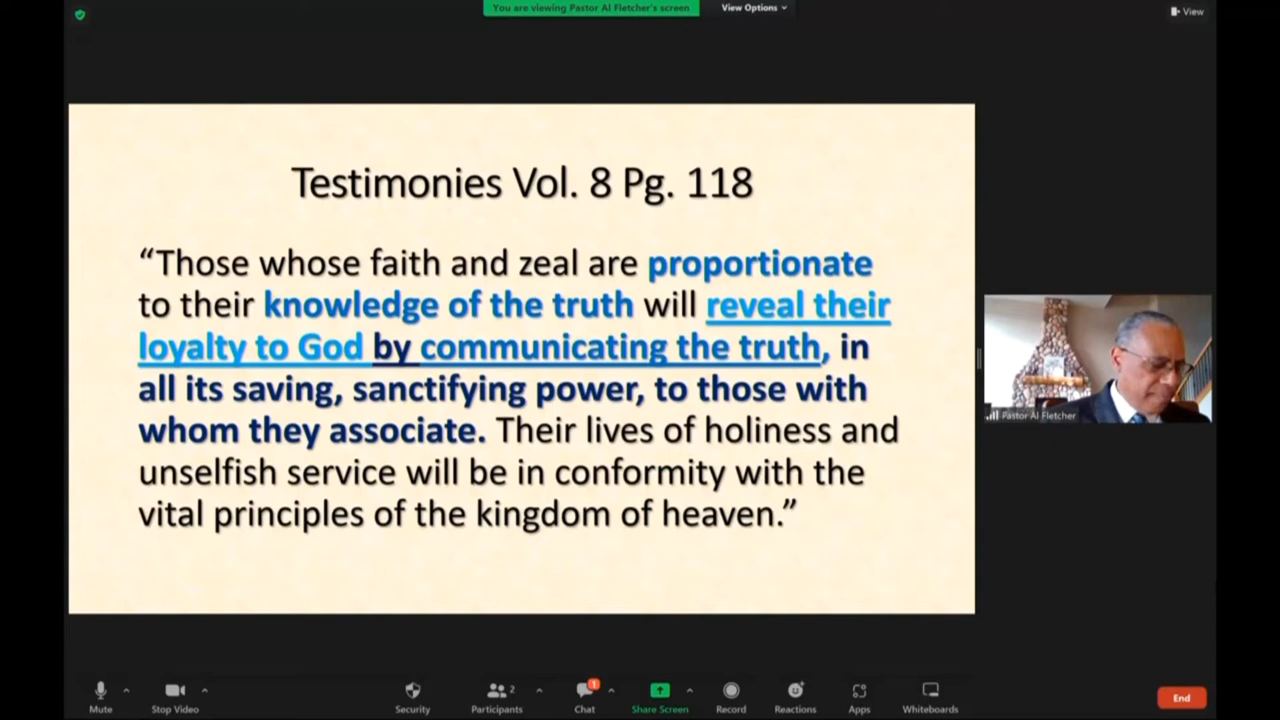 You are viewing Pastor Al Fletcher's screen
View Options
View
Testimonies Vol. 8 Pg. 118
“Those whose faith and zeal are proportionate
to their knowledge of the truth will reveal their
loyalty to God by communicating the truth, in
all its saving, sanctifying power, to those with
whom they associate. Their lives of holiness and
unselfish service will be in conformity with the
vital principles of the kingdom of heaven.”
Pastor Al Fletcher
Mute
Stop Video
Security
Participants
2
Chat
1
Share Screen
Record
Reactions
Apps
Whiteboards
End